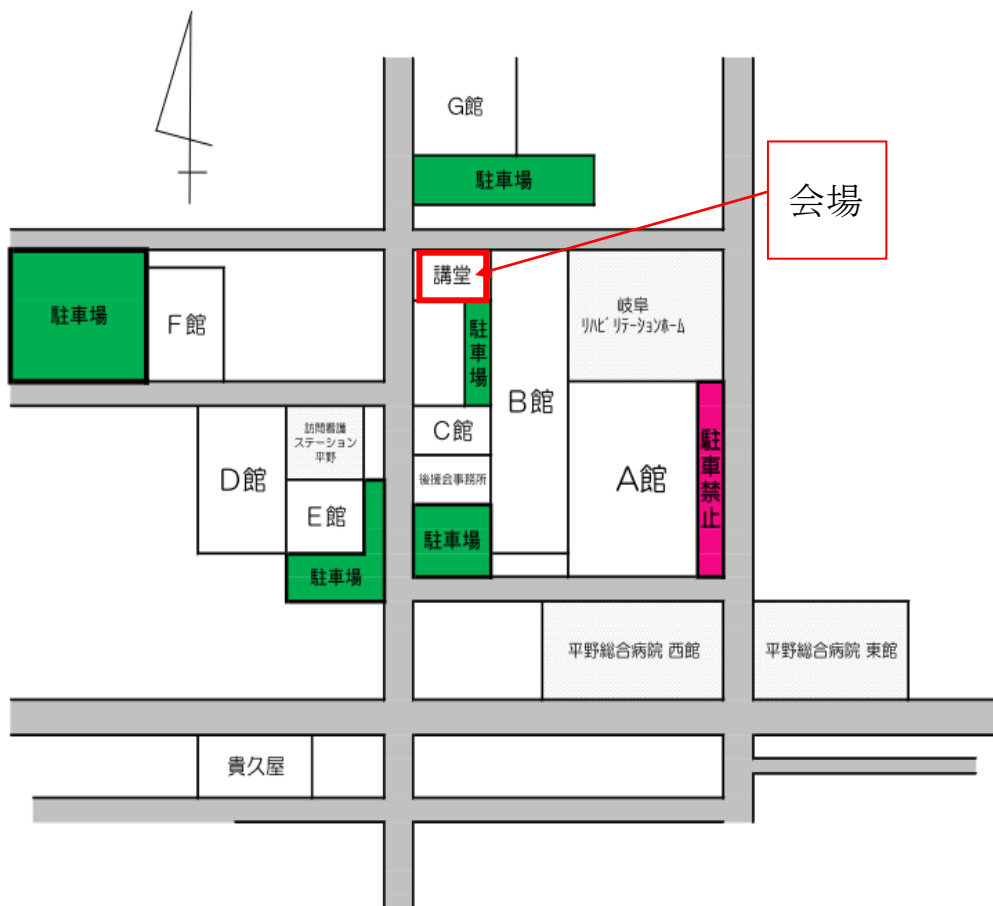 G館
駐車場
会場
講堂
岐阜
ﾘﾊﾋﾞﾘﾃｰｼｮﾝﾎｰﾑ
駐車場
F館
駐車場
B館
C館
訪問看護
ステーション
平野
D館
後援会事務所
A館
駐車禁止
E館
駐車場
駐車場
平野総合病院 西館
平野総合病院 東館
貴久屋